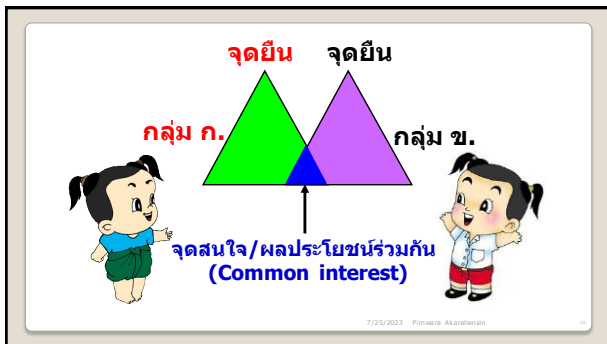 จุดยืน จุดยืน
กลุ่ม ก. กลุ่ม ข.
จุดสนใจ/ผลประโยชน์ร่วมกัน
(Common interest)
7/25/2023 Pimwara Akaratiensin